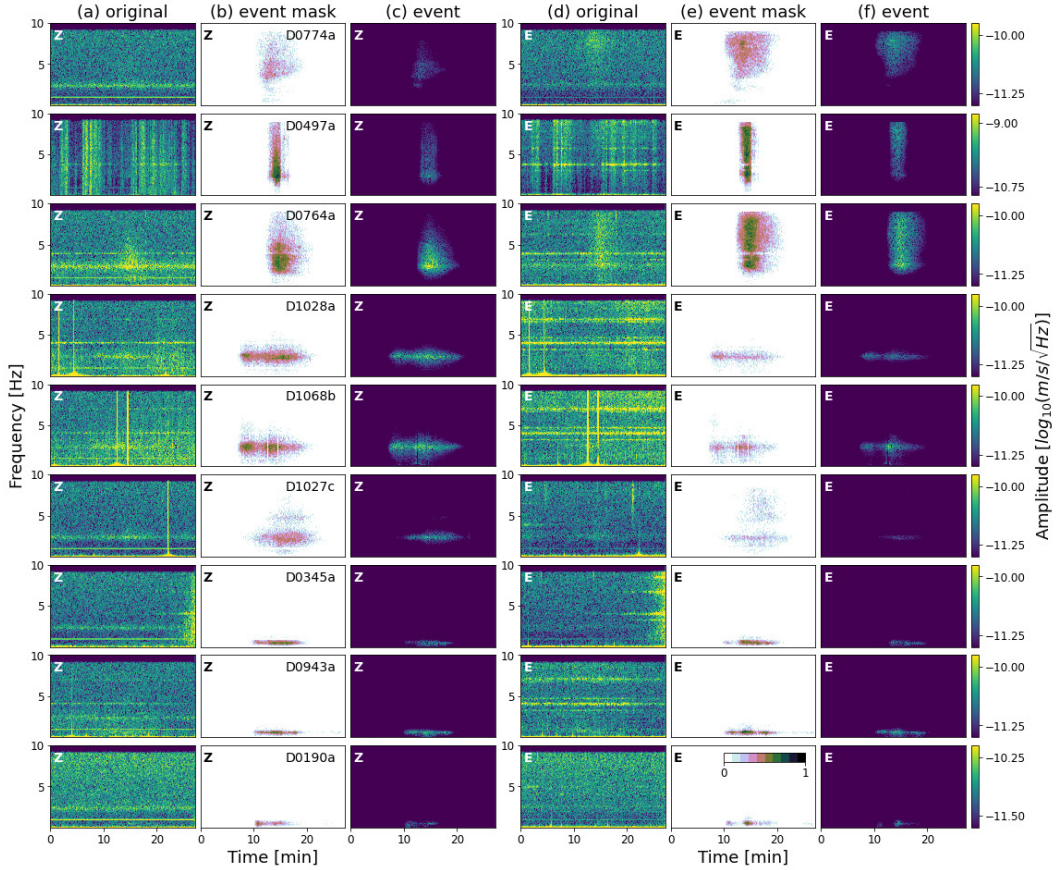 (a) original (b) event mask (c) event (d) original (e) event mask (f) event
10 Z Z D0774a Z E E E −10.00
5
−11.25
10 Z Z D0497a Z E E E −9.00
5
−10.75
10 Z Z D0764a Z E E E −10.00
5
−11.25
10 Z Z D1028a Z E E E −10.00
5
−11.25
10 Z Z D1068b Z E E E −10.00
5
−11.25
10 Z Z D1027c Z E E E −10.00
5
−11.25
10 Z Z D0345a Z E E E −10.00
5
−11.25
10 Z Z D0943a Z E E E −10.00
5
−11.25
10 Z Z D0190a Z E E E −10.25
5
0 1
−11.50
0 10 20 0 10 20 0 10 20 0 10 20 0 10 20 0 10 20
Time [min] Time [min]
Frequency [Hz]
Amplitude [log₁₀(m/s/√Hz)]